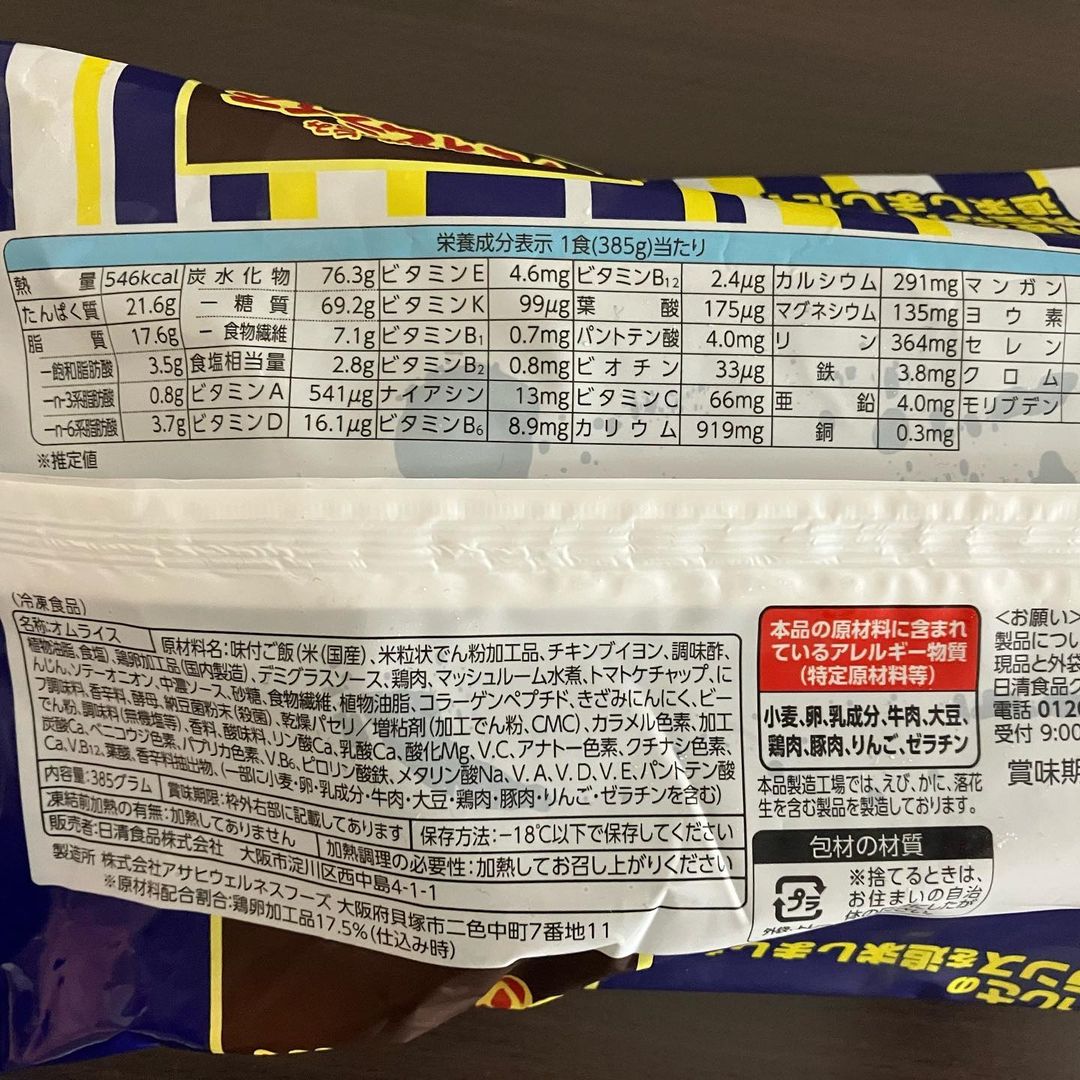 追求しました
栄養成分表示 1食(385g)当たり
熱量 546kcal 炭水化物 76.3g ビタミンE 4.6mg ビタミンB12 2.4μg カルシウム 291mg マンガン
たんぱく質 21.6g ー糖質 69.2g ビタミンK 99μg 葉酸 175μg マグネシウム 135mg ヨウ素
脂質 17.6g ー食物繊維 7.1g ビタミンB1 0.7mg パントテン酸 4.0mg リン 364mg セレン
ー飽和脂肪酸 3.5g 食塩相当量 2.8g ビタミンB2 0.8mg ビオチン 33μg 鉄 3.8mg クロム
ーn-3系脂肪酸 0.8g ビタミンA 541μg ナイアシン 13mg ビタミンC 66mg 亜鉛 4.0mg モリブデン
ーn-6系脂肪酸 3.7g ビタミンD 16.1μg ビタミンB6 8.9mg カリウム 919mg 銅 0.3mg
※推定値
(冷凍食品)
名称:オムライス
原材料名:味付ご飯(米(国産)、米粒状でん粉加工品、チキンブイヨン、調味酢、
植物油脂、食塩)、鶏卵加工品(国内製造)、デミグラスソース、鶏肉、マッシュルーム水煮、トマトケチャップ、に
んじん、ソテーオニオン、中濃ソース、砂糖、食物繊維、植物油脂、コラーゲンペプチド、きざみにんにく、ビー
フ調味料、香辛料、酵母、納豆菌粉末(殺菌)、乾燥パセリ/増粘剤(加工でん粉、CMC)、カラメル色素、加工
でん粉、調味料(無機塩等)、香料、酸味料、リン酸Ca、乳酸Ca、酸化Mg、V.C、アナトー色素、クチナシ色素、
炭酸Ca、ベニコウジ色素、パプリカ色素、V.B6、ピロリン酸鉄、メタリン酸Na、V.A、V.D、V.E、パントテン酸
Ca、V.B12、葉酸、香辛料抽出物、(一部に小麦・卵・乳成分・牛肉・大豆・鶏肉・豚肉・りんご・ゼラチンを含む)
内容量:385グラム
賞味期限:枠外右部に記載してあります
保存方法:−18℃以下で保存してください
凍結前加熱の有無:加熱してありません
加熱調理の必要性:加熱してお召し上がりください
販売者:日清食品株式会社 大阪市淀川区西中島4-1-1
製造所 株式会社アサヒウェルネスフーズ 大阪府貝塚市二色中町7番地11
※原材料配合割合:鶏卵加工品17.5%(仕込み時)
本品の原材料に含まれ
ているアレルギー物質
(特定原材料等)
小麦、卵、乳成分、牛肉、大豆、
鶏肉、豚肉、りんご、ゼラチン
本品製造工場では、えび、かに、落花
生を含む製品を製造しております。
包材の材質
プラ
※捨てるときは、
お住まいの自治
<お願い>
製品につい
現品と外袋
日清食品グ
電話 0120
受付 9:00
賞味期
ランスを追求しまし